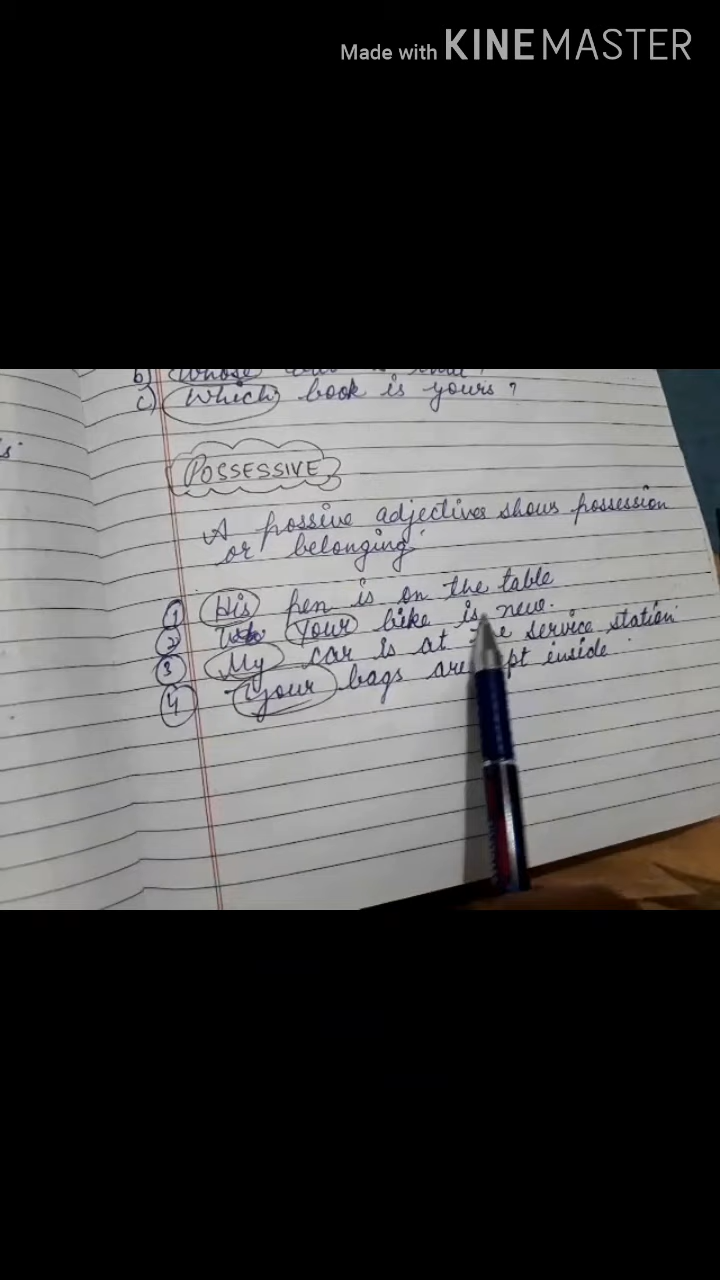 Made with KINEMASTER
b) Whose
c) Which book is yours ?
POSSESSIVE
A possive adjectives shows possession
or belonging
1 His pen is on the table
2 Your bike is new.
3 My car is at the service station
4 Your bags are inside